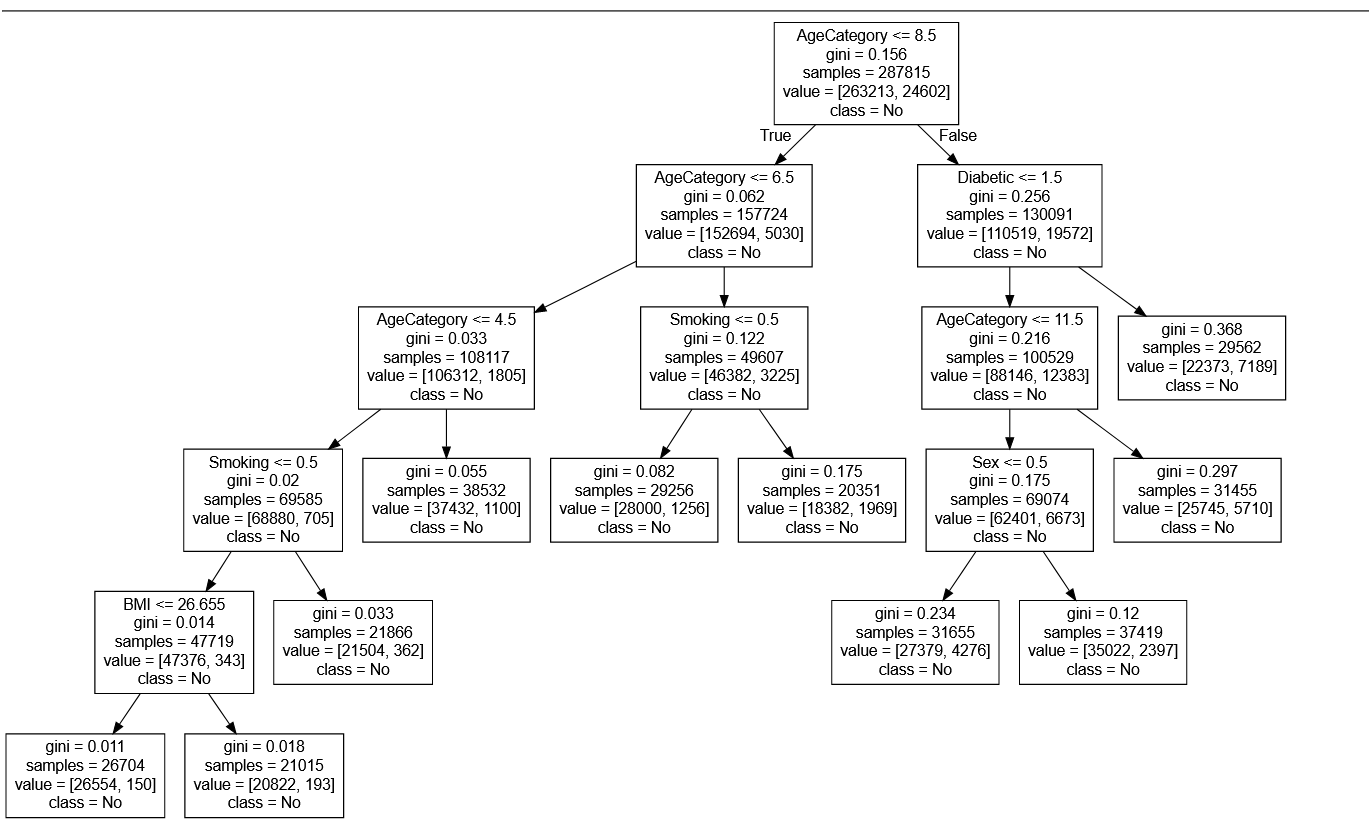 AgeCategory <= 8.5
gini = 0.156
samples = 287815
value = [263213, 24602]
class = No
True
False
AgeCategory <= 6.5
gini = 0.062
samples = 157724
value = [152694, 5030]
class = No
Diabetic <= 1.5
gini = 0.256
samples = 130091
value = [110519, 19572]
class = No
AgeCategory <= 4.5
gini = 0.033
samples = 108117
value = [106312, 1805]
class = No
Smoking <= 0.5
gini = 0.122
samples = 49607
value = [46382, 3225]
class = No
AgeCategory <= 11.5
gini = 0.216
samples = 100529
value = [88146, 12383]
class = No
gini = 0.368
samples = 29562
value = [22373, 7189]
class = No
Smoking <= 0.5
gini = 0.02
samples = 69585
value = [68880, 705]
class = No
gini = 0.055
samples = 38532
value = [37432, 1100]
class = No
gini = 0.082
samples = 29256
value = [28000, 1256]
class = No
gini = 0.175
samples = 20351
value = [18382, 1969]
class = No
Sex <= 0.5
gini = 0.175
samples = 69074
value = [62401, 6673]
class = No
gini = 0.297
samples = 31455
value = [25745, 5710]
class = No
BMI <= 26.655
gini = 0.014
samples = 47719
value = [47376, 343]
class = No
gini = 0.033
samples = 21866
value = [21504, 362]
class = No
gini = 0.234
samples = 31655
value = [27379, 4276]
class = No
gini = 0.12
samples = 37419
value = [35022, 2397]
class = No
gini = 0.011
samples = 26704
value = [26554, 150]
class = No
gini = 0.018
samples = 21015
value = [20822, 193]
class = No